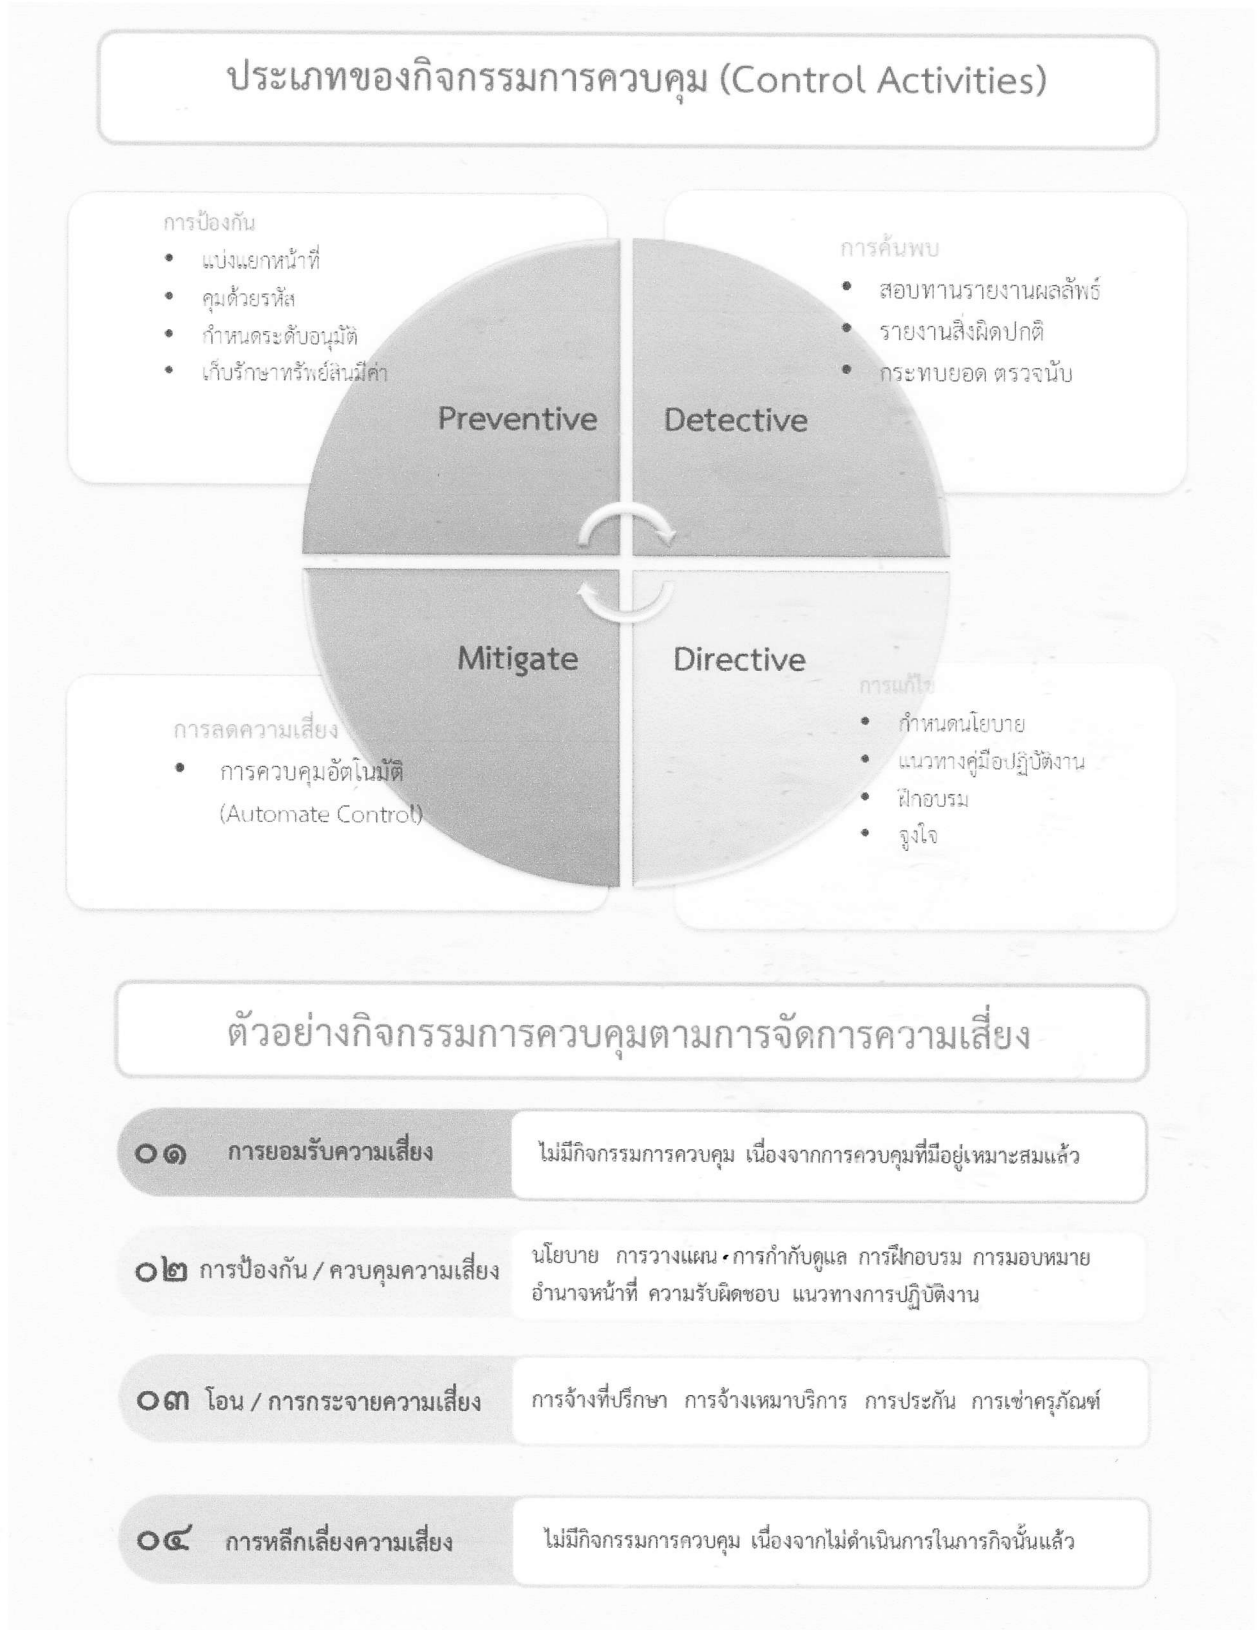 ประเภทของกิจกรรมการควบคุม (Control Activities)
การป้องกัน
• แบ่งแยกหน้าที่
• คุมด้วยรหัส
• กำหนดระดับอนุมัติ
• เก็บรักษาทรัพย์สินมีค่า
การค้นพบ
• สอบทานรายงานผลลัพธ์
• รายงานสิ่งผิดปกติ
• กระทบยอด ตรวจนับ
Preventive
Detective
Mitigate
Directive
การลดความเสี่ยง
• การควบคุมอัตโนมัติ
(Automate Control)
การแก้ไข
• กำหนดนโยบาย
• แนวทางคู่มือปฏิบัติงาน
• ฝึกอบรม
• จูงใจ
ตัวอย่างกิจกรรมการควบคุมตามการจัดการความเสี่ยง
๐๑ การยอมรับความเสี่ยง
ไม่มีกิจกรรมการควบคุม เนื่องจากการควบคุมที่มีอยู่เหมาะสมแล้ว
๐๒ การป้องกัน / ควบคุมความเสี่ยง
นโยบาย การวางแผน การกำกับดูแล การฝึกอบรม การมอบหมาย
อำนาจหน้าที่ ความรับผิดชอบ แนวทางการปฏิบัติงาน
๐๓ โอน / การกระจายความเสี่ยง
การจ้างที่ปรึกษา การจ้างเหมาบริการ การประกัน การเช่าครุภัณฑ์
๐๔ การหลีกเลี่ยงความเสี่ยง
ไม่มีกิจกรรมการควบคุม เนื่องจากไม่ดำเนินการในภารกิจนั้นแล้ว